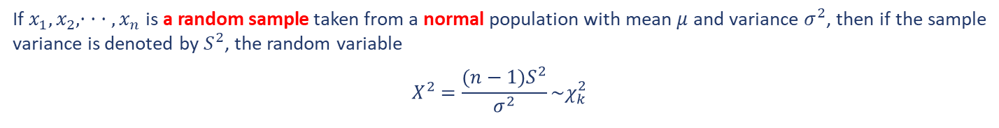 If 𝑥₁, 𝑥₂,· · · , 𝑥ₙ is a random sample taken from a normal population with mean 𝜇 and variance 𝜎², then if the sample
variance is denoted by 𝑆², the random variable
𝑋² = (𝑛 − 1)𝑆² / 𝜎² ~𝜒ₖ²